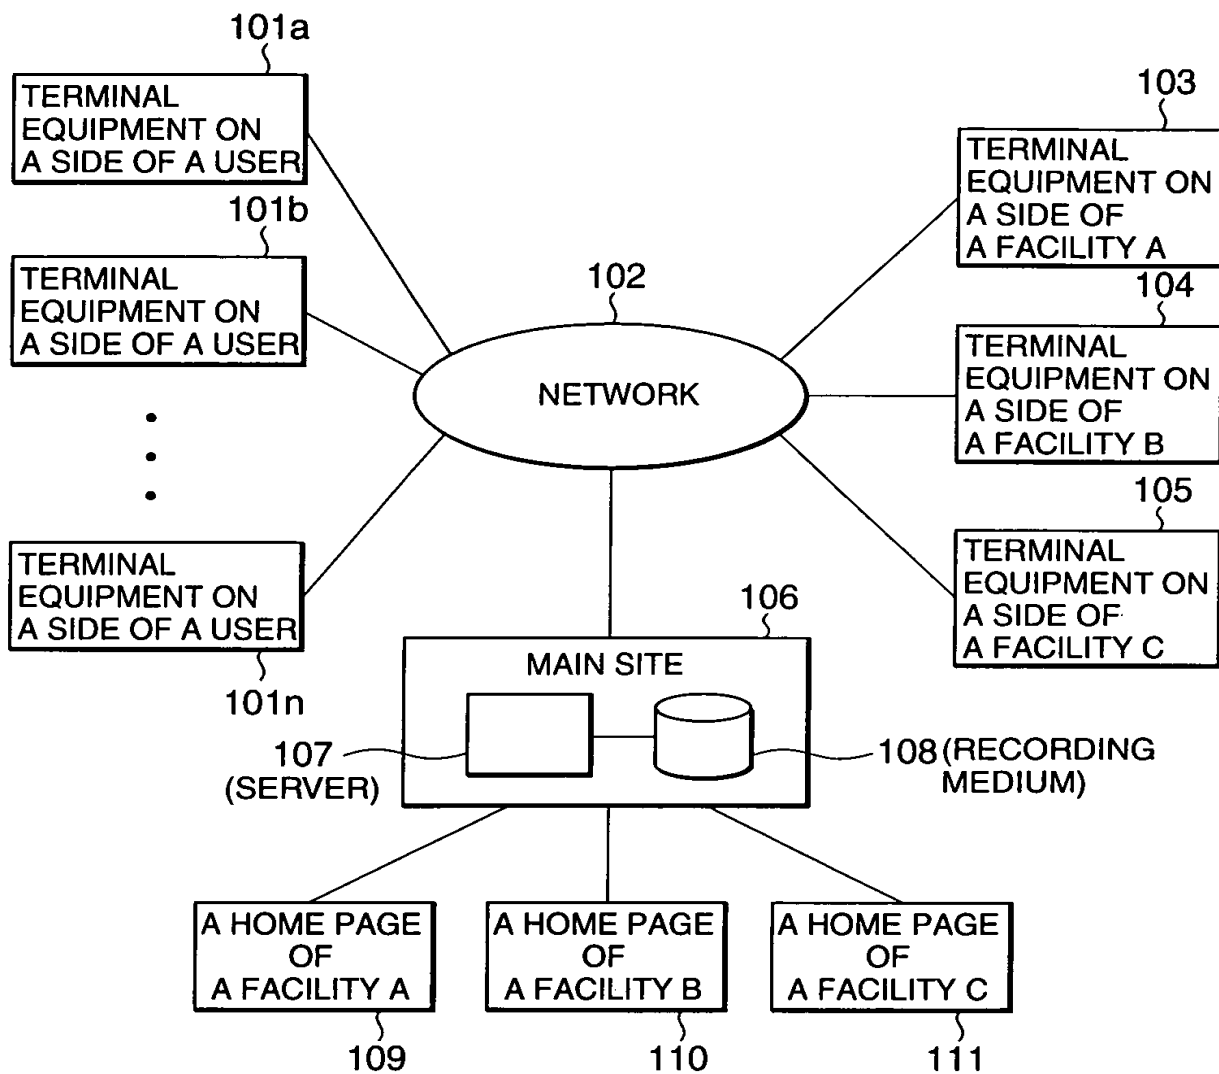 101a
TERMINAL
EQUIPMENT ON
A SIDE OF A USER
101b
TERMINAL
EQUIPMENT ON
A SIDE OF A USER
TERMINAL
EQUIPMENT ON
A SIDE OF A USER
101n
102
NETWORK
103
TERMINAL
EQUIPMENT ON
A SIDE OF
A FACILITY A
104
TERMINAL
EQUIPMENT ON
A SIDE OF
A FACILITY B
105
TERMINAL
EQUIPMENT ON
A SIDE OF
A FACILITY C
106
MAIN SITE
107
(SERVER)
108 (RECORDING
MEDIUM)
A HOME PAGE
OF
A FACILITY A
109
A HOME PAGE
OF
A FACILITY B
110
A HOME PAGE
OF
A FACILITY C
111